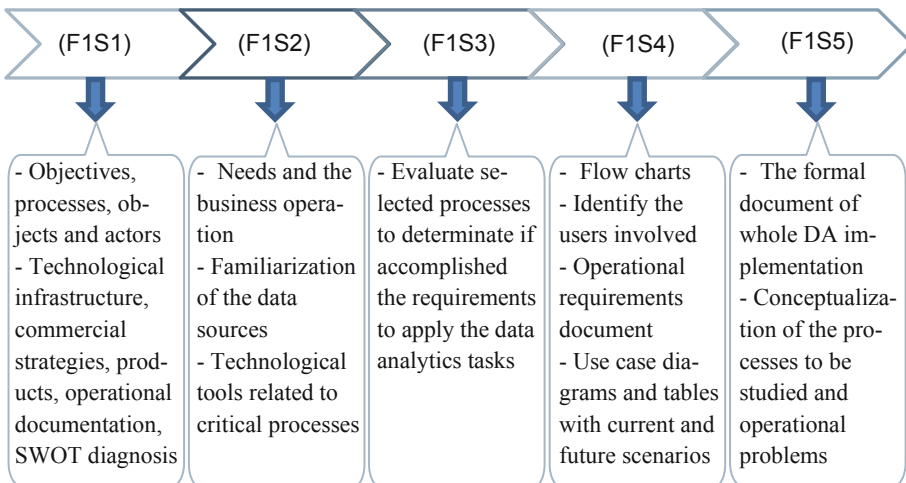 (F1S1)
(F1S2)
(F1S3)
(F1S4)
(F1S5)
- Objectives,
processes, ob-
jects and actors
- Technological
infrastructure,
commercial
strategies, prod-
ucts, operational
documentation,
SWOT diagnosis
- Needs and the
business opera-
tion
- Familiarization
of the data
sources
- Technological
tools related to
critical processes
- Evaluate se-
lected processes
to determinate if
accomplished
the requirements
to apply the data
analytics tasks
- Flow charts
- Identify the
users involved
- Operational
requirements
document
- Use case dia-
grams and tables
with current and
future scenarios
- The formal
document of
whole DA im-
plementation
- Conceptualiza-
tion of the pro-
cesses to be
studied and
operational
problems